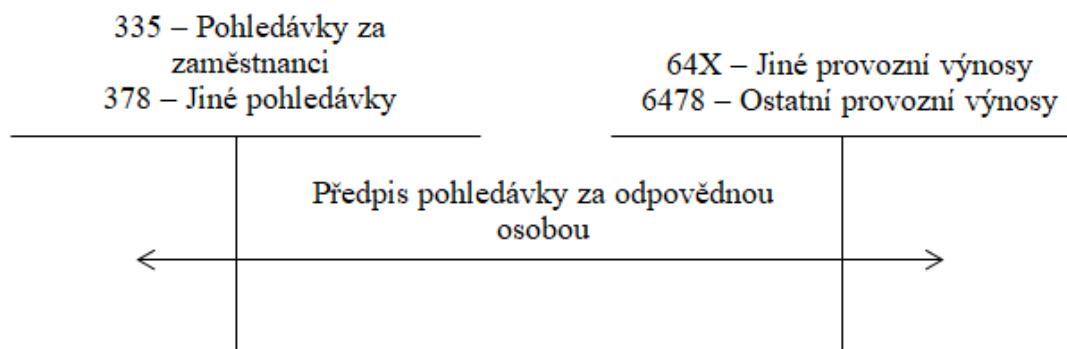 335 – Pohledávky za
zaměstnanci
378 – Jiné pohledávky
64X – Jiné provozní výnosy
6478 – Ostatní provozní výnosy
Předpis pohledávky za odpovědnou
osobou